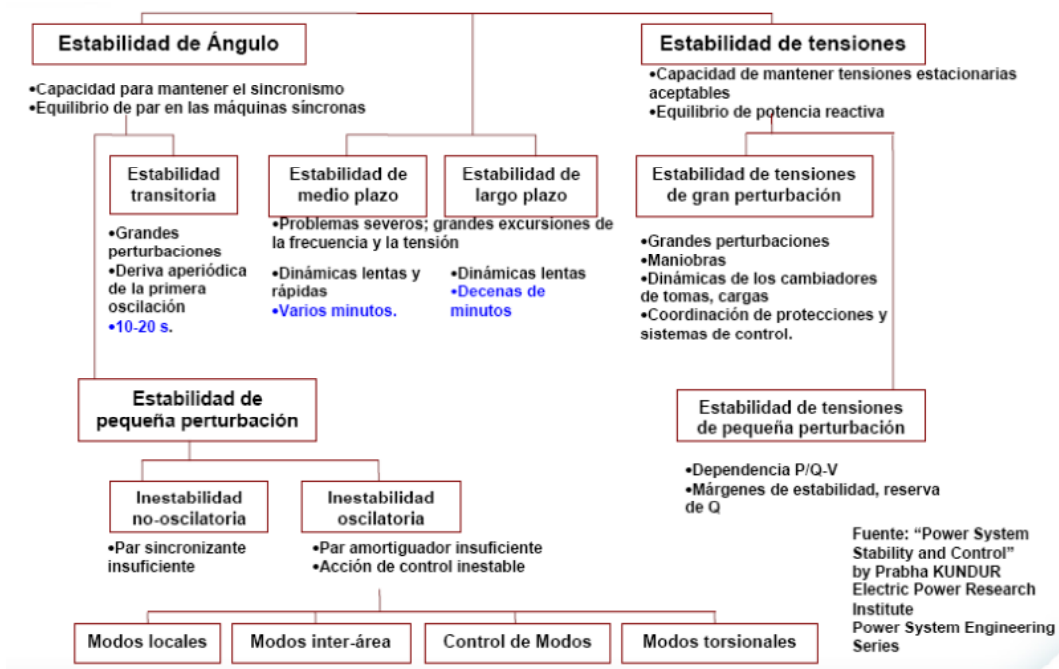 Estabilidad de Ángulo
•Capacidad para mantener el sincronismo
•Equilibrio de par en las máquinas síncronas
Estabilidad de tensiones
•Capacidad de mantener tensiones estacionarias
aceptables
•Equilibrio de potencia reactiva
Estabilidad
transitoria
•Grandes
perturbaciones
•Deriva aperiódica
de la primera
oscilación
•10-20 s.
Estabilidad de
medio plazo
Estabilidad de
largo plazo
•Problemas severos; grandes excursiones de
la frecuencia y la tensión
•Dinámicas lentas y
rápidas
•Varios minutos.
•Dinámicas lentas
•Decenas de
minutos
Estabilidad de tensiones
de gran perturbación
•Grandes perturbaciones
•Maniobras
•Dinámicas de los cambiadores
de tomas, cargas
•Coordinación de protecciones y
sistemas de control.
Estabilidad de
pequeña perturbación
Estabilidad de tensiones
de pequeña perturbación
•Dependencia P/Q-V
•Márgenes de estabilidad, reserva
de Q
Inestabilidad
no-oscilatoria
•Par sincronizante
insuficiente
Inestabilidad
oscilatoria
•Par amortiguador insuficiente
•Acción de control inestable
Modos locales
Modos inter-área
Control de Modos
Modos torsionales
Fuente: “Power System
Stability and Control”
by Prabha KUNDUR
Electric Power Research
Institute
Power System Engineering
Series